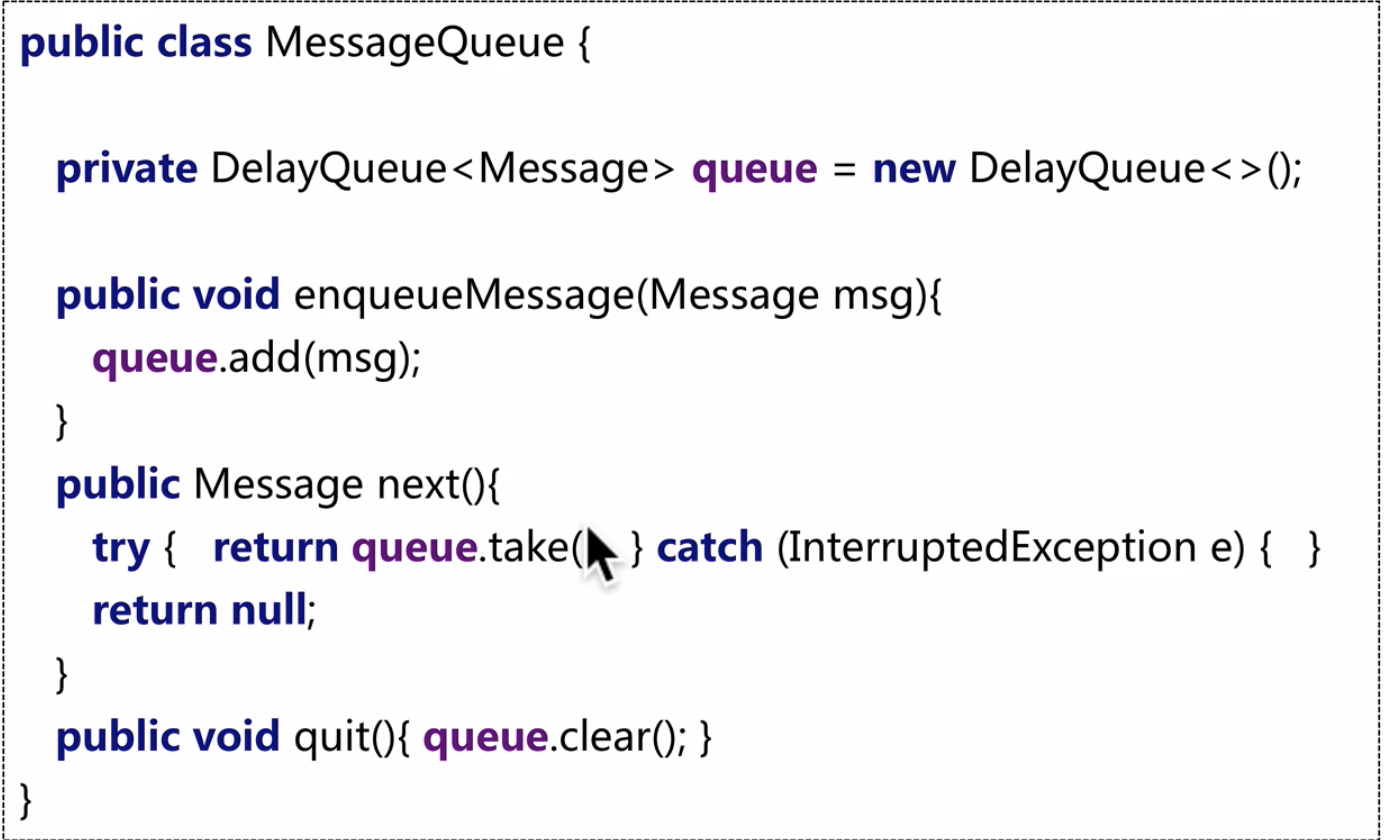 public class MessageQueue {
private DelayQueue<Message> queue = new DelayQueue<>();
public void enqueueMessage(Message msg){
queue.add(msg);
}
public Message next(){
try { return queue.take( } catch (InterruptedException e) { }
return null;
}
public void quit(){ queue.clear(); }
}